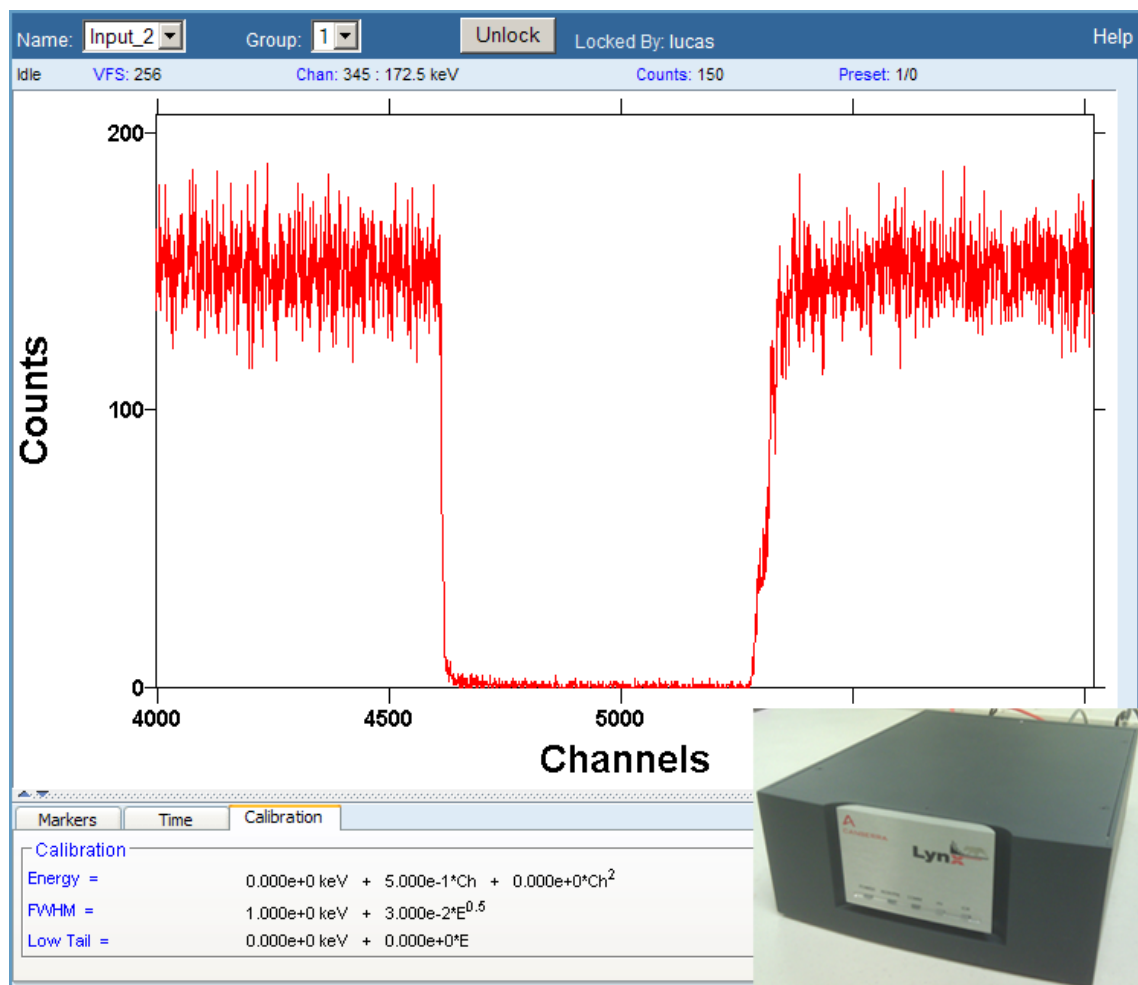 Name: Input_2 Group: 1 Unlock Locked By: lucas Help
Idle VFS: 256 Chan: 345 : 172.5 keV Counts: 150 Preset: 1/0
200
100
0
Counts
4000 4500 5000
Channels
Markers Time Calibration
Calibration
Energy = 0.000e+0 keV + 5.000e-1*Ch + 0.000e+0*Ch²
FWHM = 1.000e+0 keV + 3.000e-2*E⁰·⁵
Low Tail = 0.000e+0 keV + 0.000e+0*E
CANBERRA
Lynx